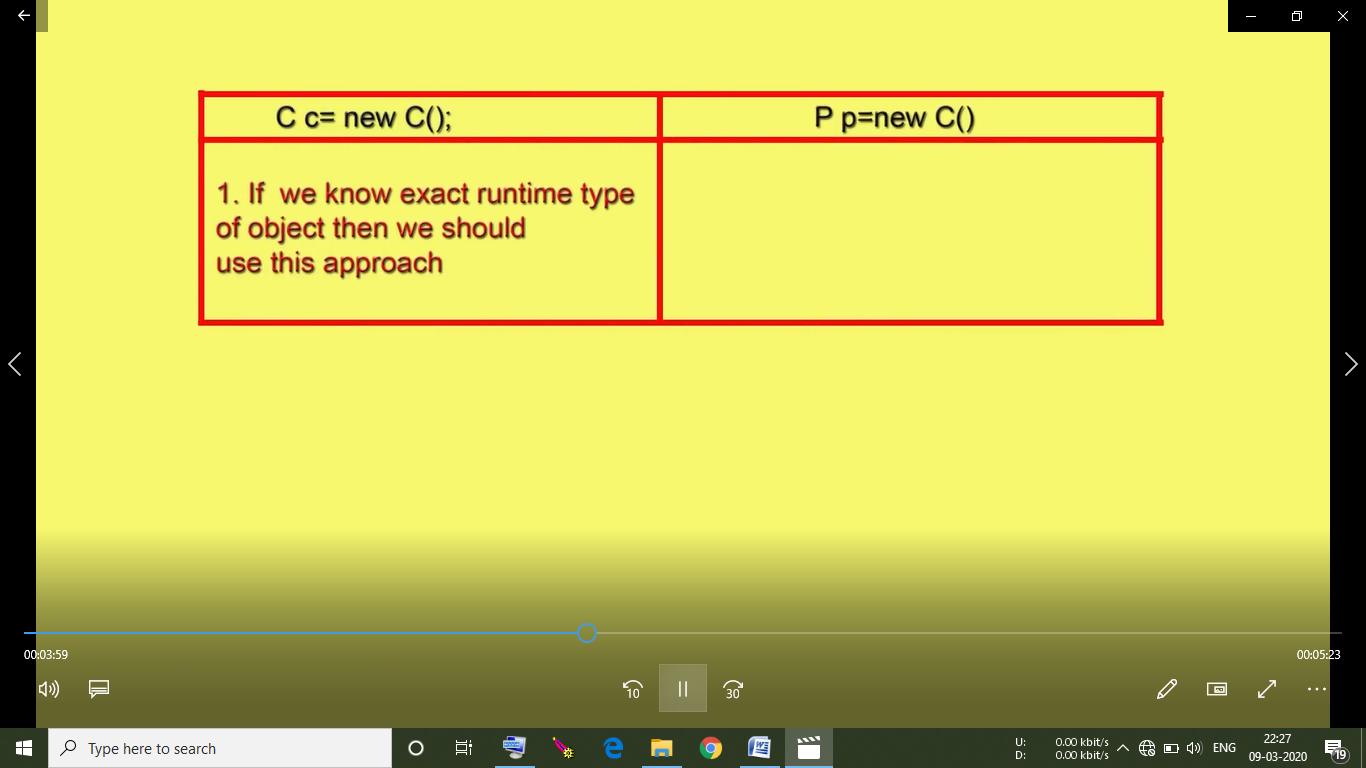 C c= new C();
P p=new C()
1. If we know exact runtime type
of object then we should
use this approach
00:03:59
00:05:23
10
30
Type here to search
U: 0.00 kbit/s
D: 0.00 kbit/s
ENG
22:27
09-03-2020
19